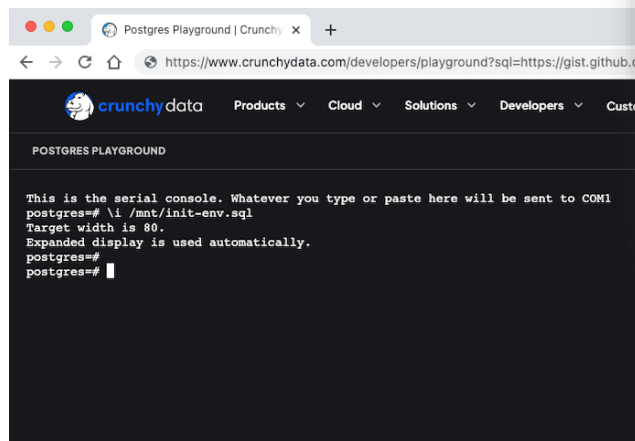 Postgres Playground | Crunchy
https://www.crunchydata.com/developers/playground?sql=https://gist.github.
crunchydata Products Cloud Solutions Developers
POSTGRES PLAYGROUND
This is the serial console. Whatever you type or paste here will be sent to COM1
postgres=# \i /mnt/init-env.sql
Target width is 80.
Expanded display is used automatically.
postgres=#
postgres=#